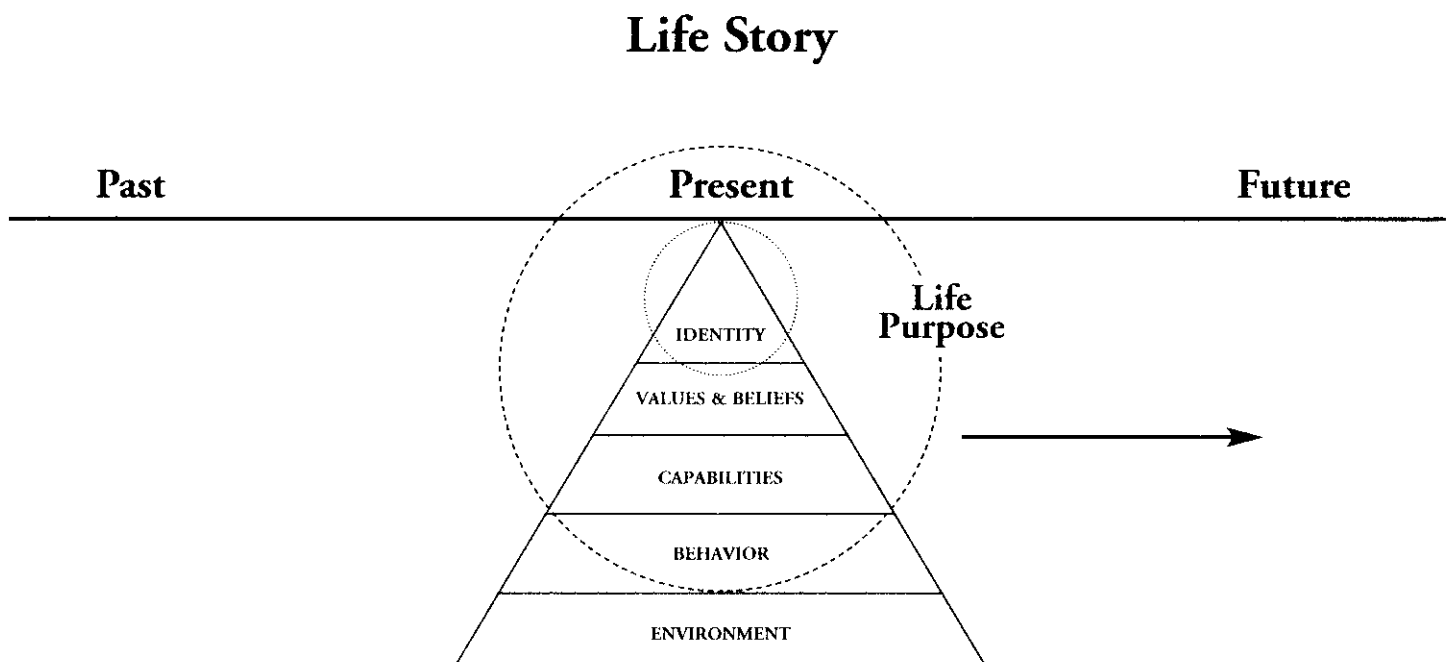 Life Story
Past Present Future
Life
Purpose
IDENTITY
VALUES & BELIEFS
CAPABILITIES
BEHAVIOR
ENVIRONMENT